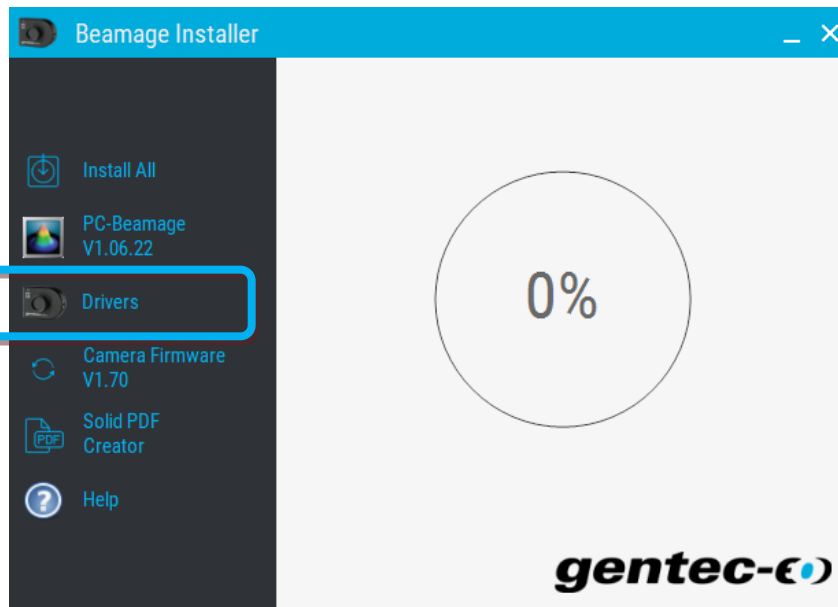 Beamage Installer
Install All
PC-Beamage
V1.06.22
Drivers
Camera Firmware
V1.70
Solid PDF
Creator
PDF
Help
0%
gentec-EO